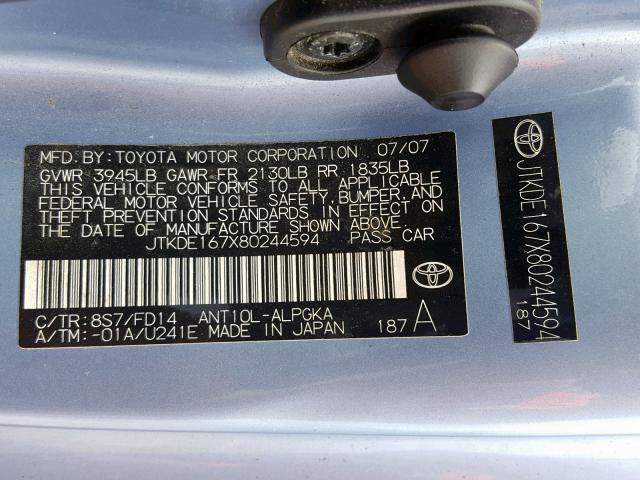 MFD. BY: TOYOTA MOTOR CORPORATION 07/07
GVWR 3945LB GAWR FR 2130LB RR 1835LB
THIS VEHICLE CONFORMS TO ALL APPLICABLE
FEDERAL MOTOR VEHICLE SAFETY, BUMPER, AND
THEFT PREVENTION STANDARDS IN EFFECT ON
THE DATE OF MANUFACTURE SHOWN ABOVE.
JTKDE167X80244594 PASS CAR
C/TR: 8S7/FD14 ANT10L-ALPGKA
A/TM: -01A/U241E MADE IN JAPAN 187 A
JTKDE167X80244594
187